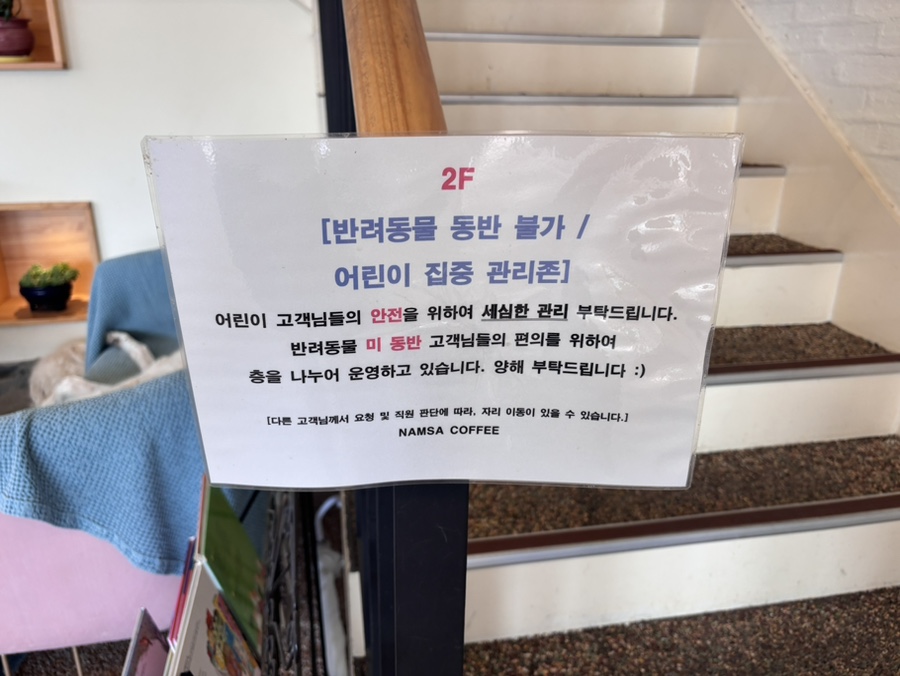 2F
[반려동물 동반 불가 /
어린이 집중 관리존]
어린이 고객님들의 안전을 위하여 세심한 관리 부탁드립니다.
반려동물 미 동반 고객님들의 편의를 위하여
층을 나누어 운영하고 있습니다. 양해 부탁드립니다 :)
[다른 고객님께서 요청 및 직원 판단에 따라, 자리 이동이 있을 수 있습니다.]
NAMSA COFFEE